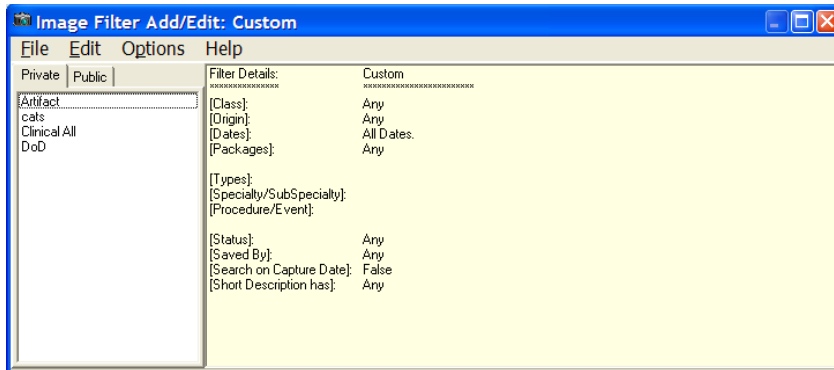 Image Filter Add/Edit: Custom
File Edit Options Help
Private Public
Artifact
cats
Clinical All
DoD
Filter Details: Custom
*************** ************************
[Class]: Any
[Origin]: Any
[Dates]: All Dates.
[Packages]: Any
[Types]:
[Specialty/SubSpecialty]:
[Procedure/Event]:
[Status]: Any
[Saved By]: Any
[Search on Capture Date]: False
[Short Description has]: Any